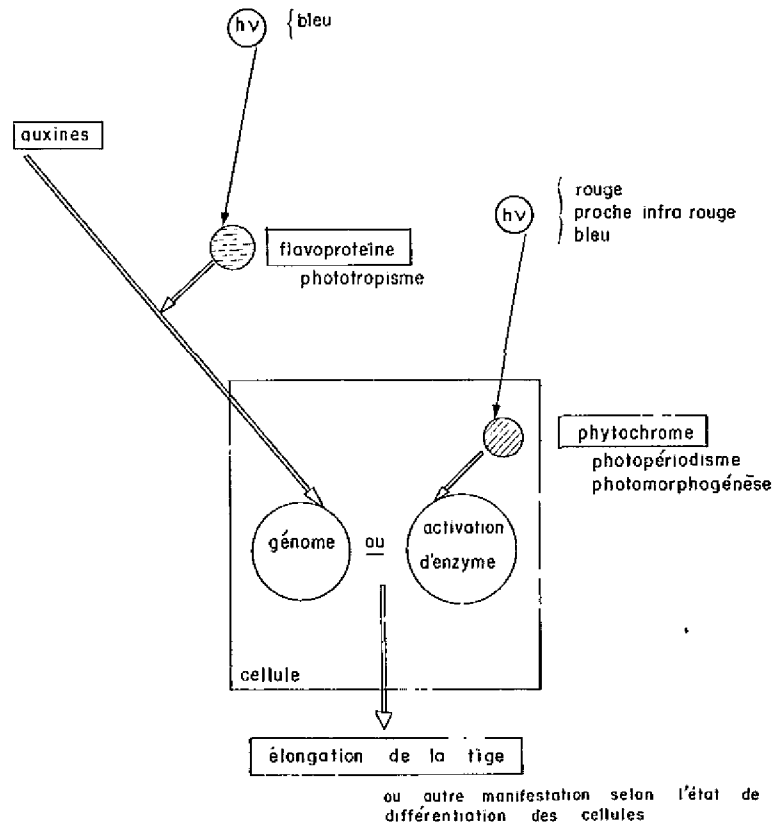 hν { bleu
auxines
hν
rouge
proche infra rouge
bleu
flavoprotéine
phototropisme
phytochrome
photopériodisme
photomorphogénèse
génome
ou
activation
d'enzyme
cellule
élongation de la tige
ou autre manifestation selon l'état de
différentiation des cellules